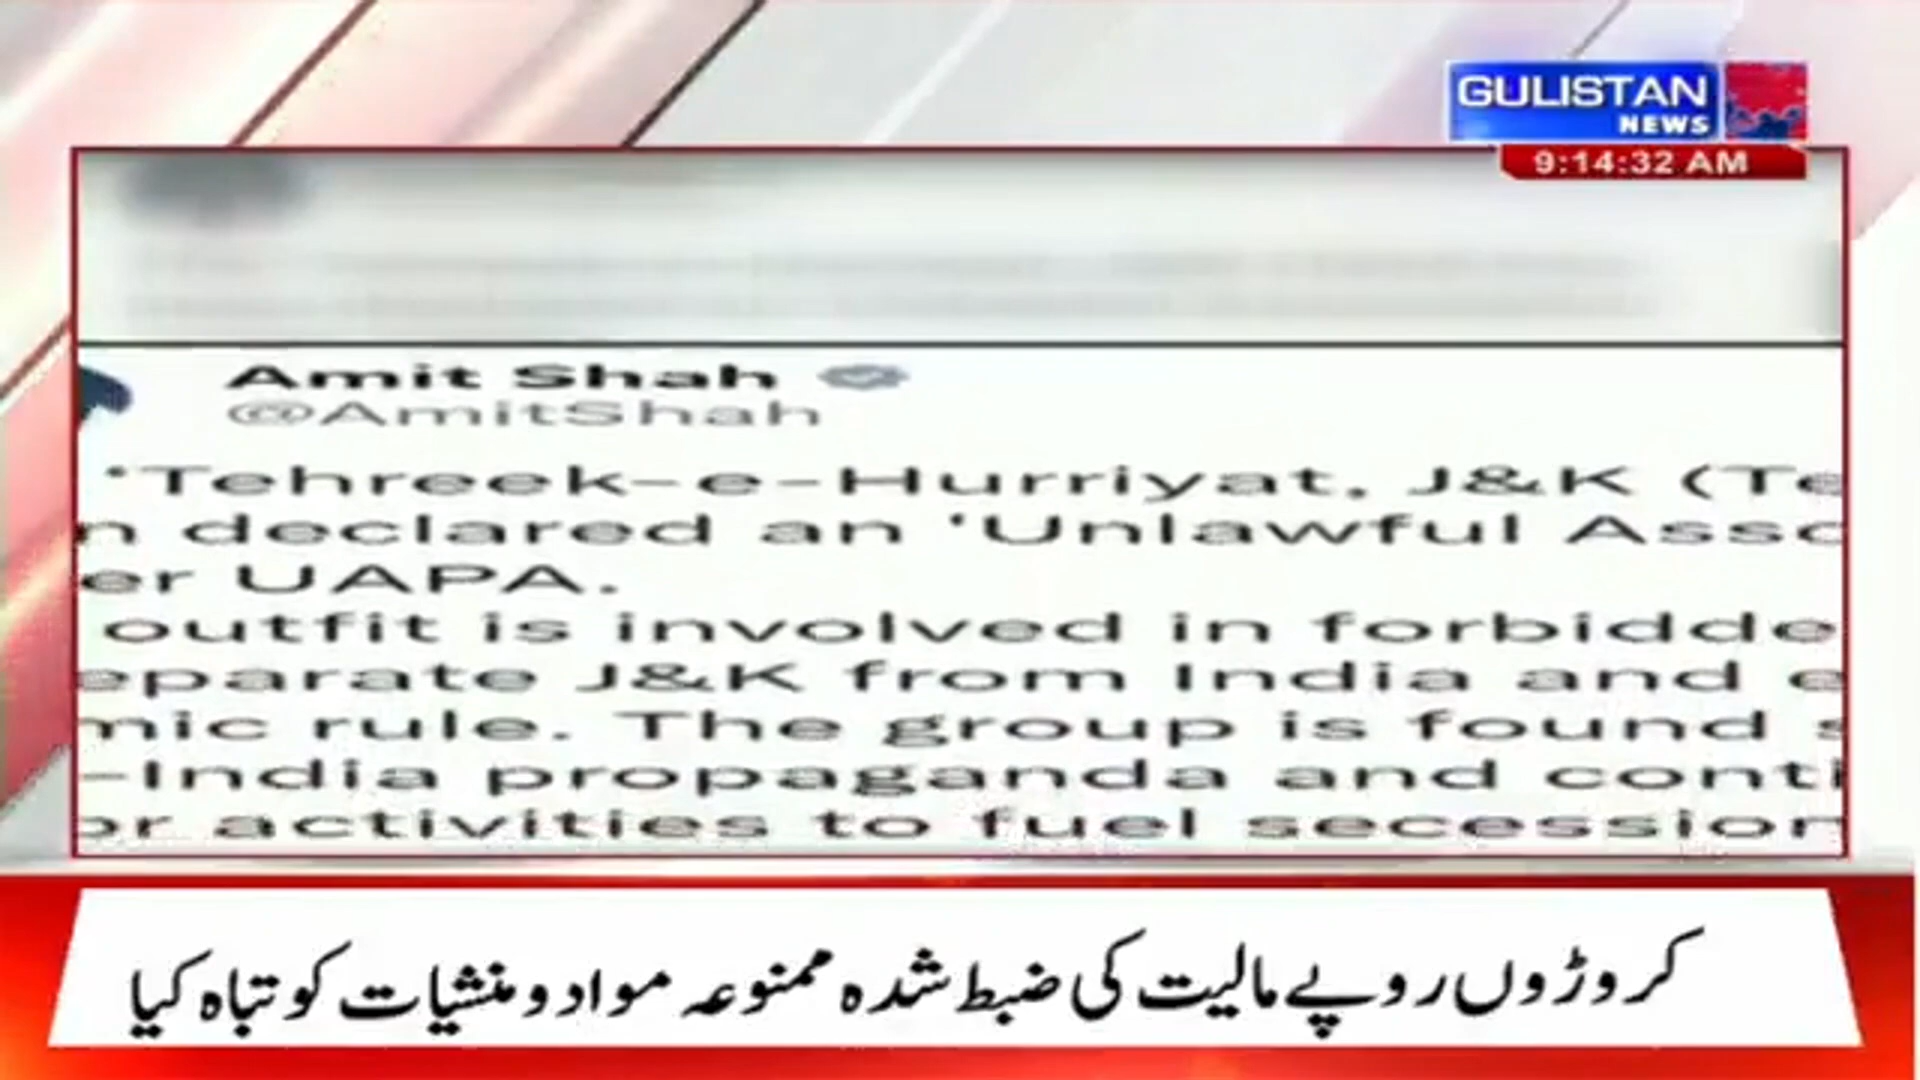 GULISTAN
NEWS
9:14:32 AM
Amit Shah
@AmitShah
'Tehreek-e-Hurriyat, J&K (Te
n declared an 'Unlawful Asso
er UAPA.
outfit is involved in forbidde
eparate J&K from India and e
mic rule. The group is found s
-India propaganda and conti
or activities to fuel secession
کروڑوں روپے مالیت کی ضبط شدہ ممنوعہ مواد و منشیات کو تباہ کیا